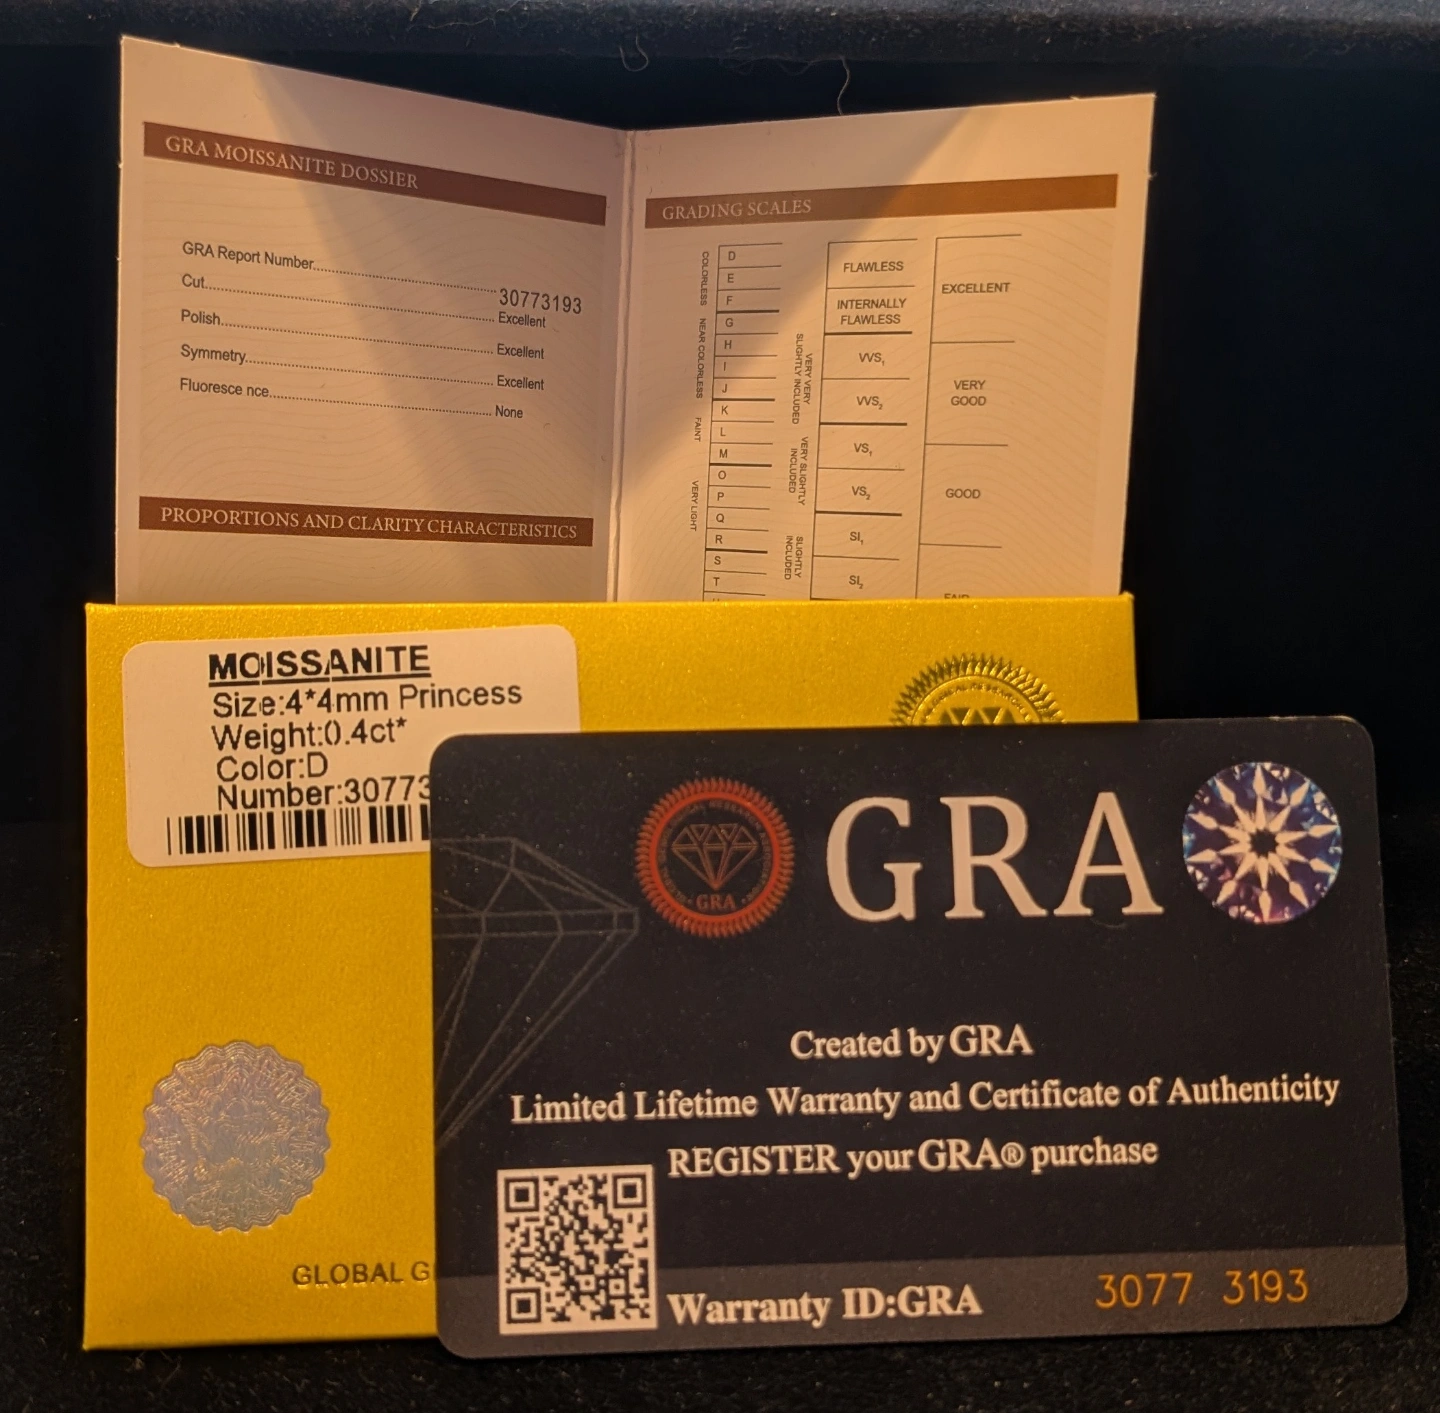 GRA MOISSANITE DOSSIER
GRA Report Number 30773193
Cut Excellent
Polish Excellent
Symmetry Excellent
Fluoresce nce None
PROPORTIONS AND CLARITY CHARACTERISTICS
GRADING SCALES
COLORLESS
NEAR COLORLESS
FAINT
VERY LIGHT
D
E
F
G
H
I
J
K
L
M
O
P
Q
R
S
T
VERY VERY
SLIGHTLY INCLUDED
VERY SLIGHTLY
INCLUDED
SLIGHTLY
INCLUDED
FLAWLESS
INTERNALLY
FLAWLESS
VVS1
VVS2
VS1
VS2
SI1
SI2
EXCELLENT
VERY
GOOD
GOOD
FAIR
MOISSANITE
Size:4*4mm Princess
Weight:0.4ct*
Color:D
Number:30773
GLOBAL G
GRA
GRA
Created by GRA
Limited Lifetime Warranty and Certificate of Authenticity
REGISTER your GRA® purchase
Warranty ID:GRA 3077 3193